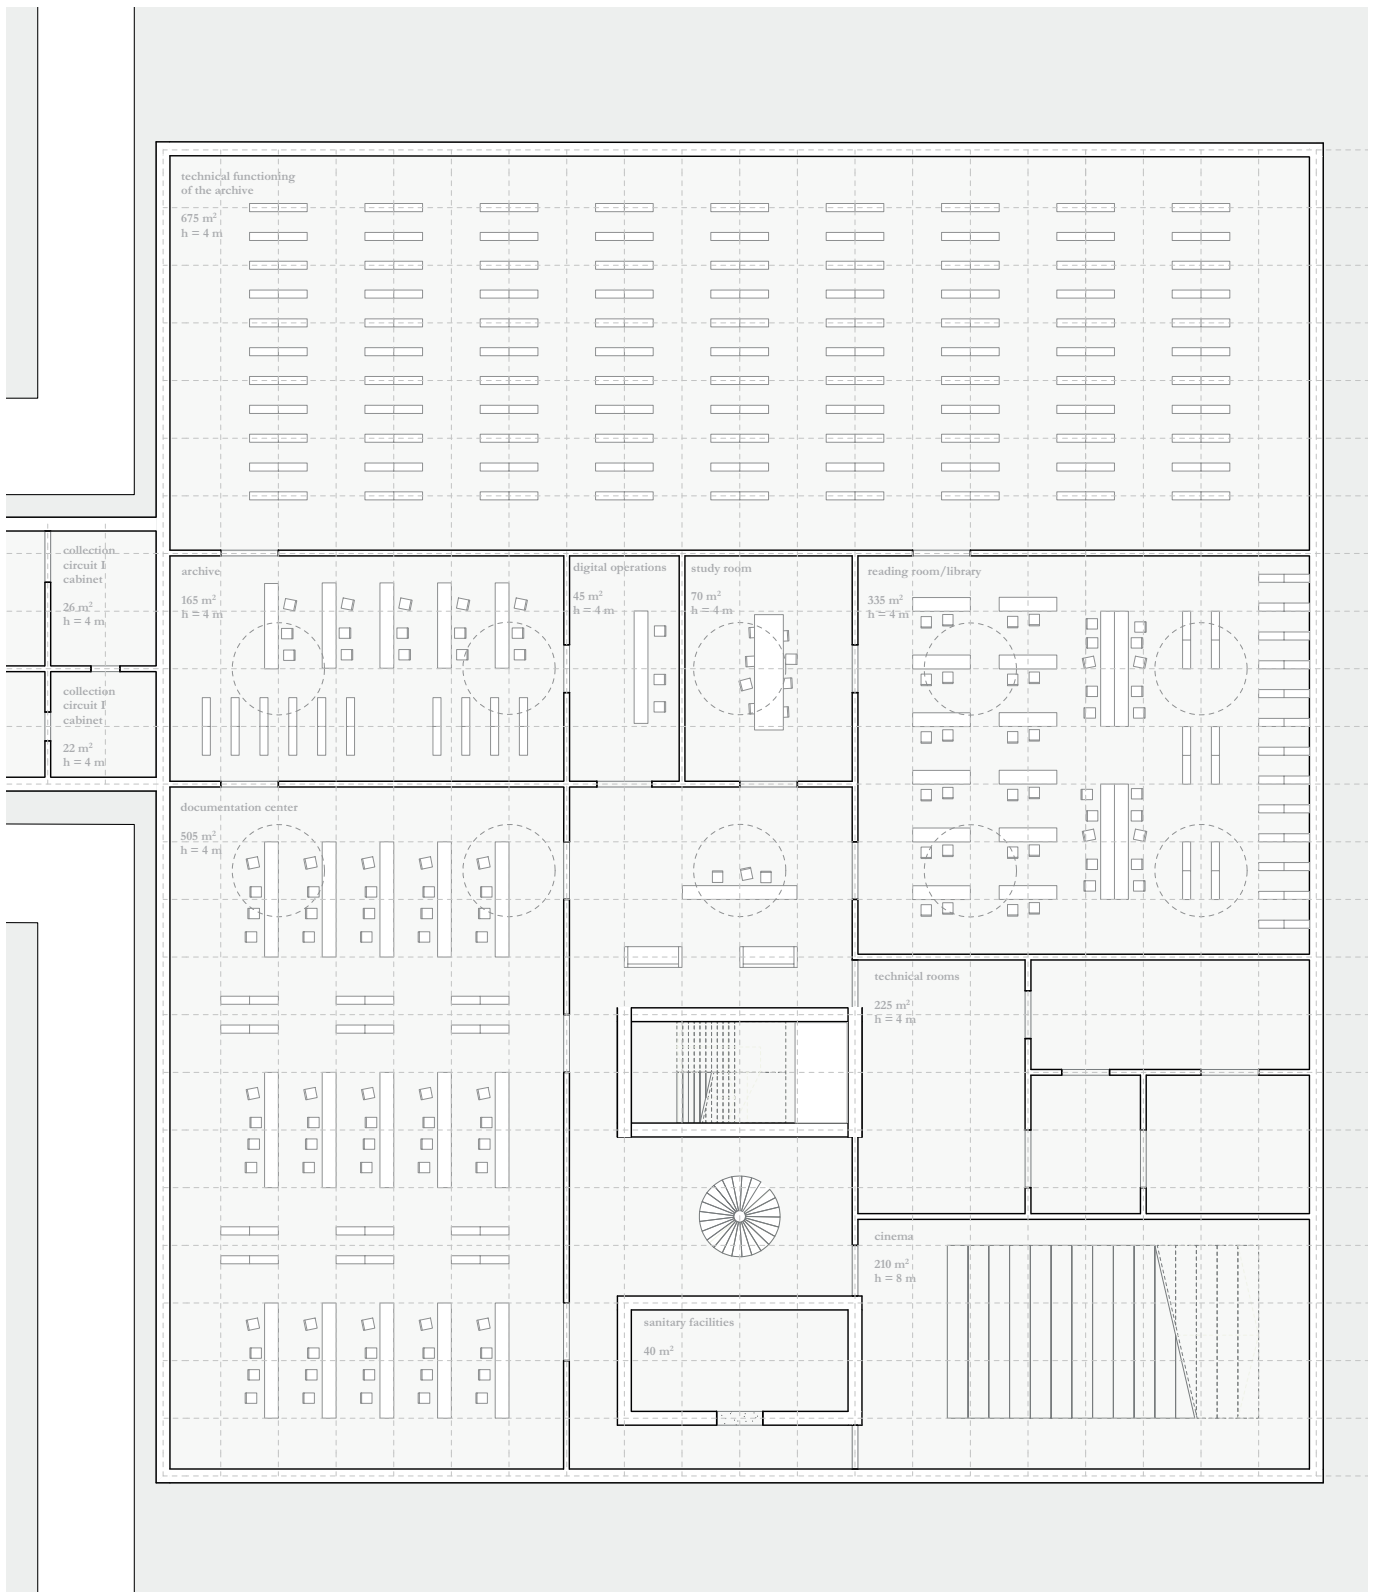 technical functioning
of the archive
675 m²
h = 4 m
collection
circuit I
cabinet
26 m²
h = 4 m
archive
165 m²
h = 4 m
digital operations
45 m²
h = 4 m
study room
70 m²
h = 4 m
reading room/library
335 m²
h = 4 m
collection
circuit I
cabinet
22 m²
h = 4 m
documentation center
505 m²
h = 4 m
technical rooms
225 m²
h = 4 m
cinema
210 m²
h = 8 m
sanitary facilities
40 m²